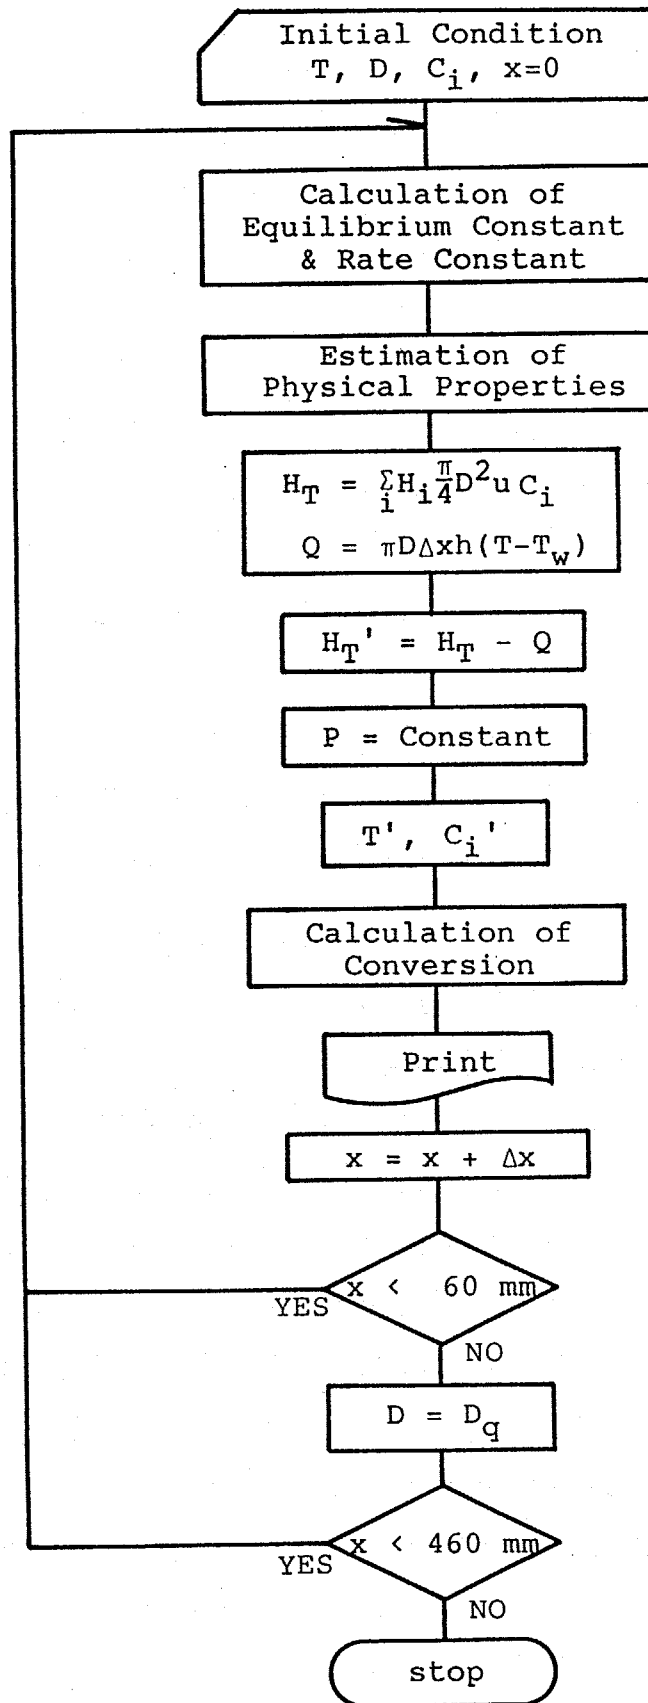 Initial Condition
T, D, C_i, x=0
Calculation of
Equilibrium Constant
& Rate Constant
Estimation of
Physical Properties
H_T = Σ_i H_i π/4 D² u C_i
Q = πDΔxh(T-T_w)
H_T' = H_T - Q
P = Constant
T', C_i'
Calculation of
Conversion
Print
x = x + Δx
x < 60 mm
YES
NO
D = D_q
x < 460 mm
YES
NO
stop